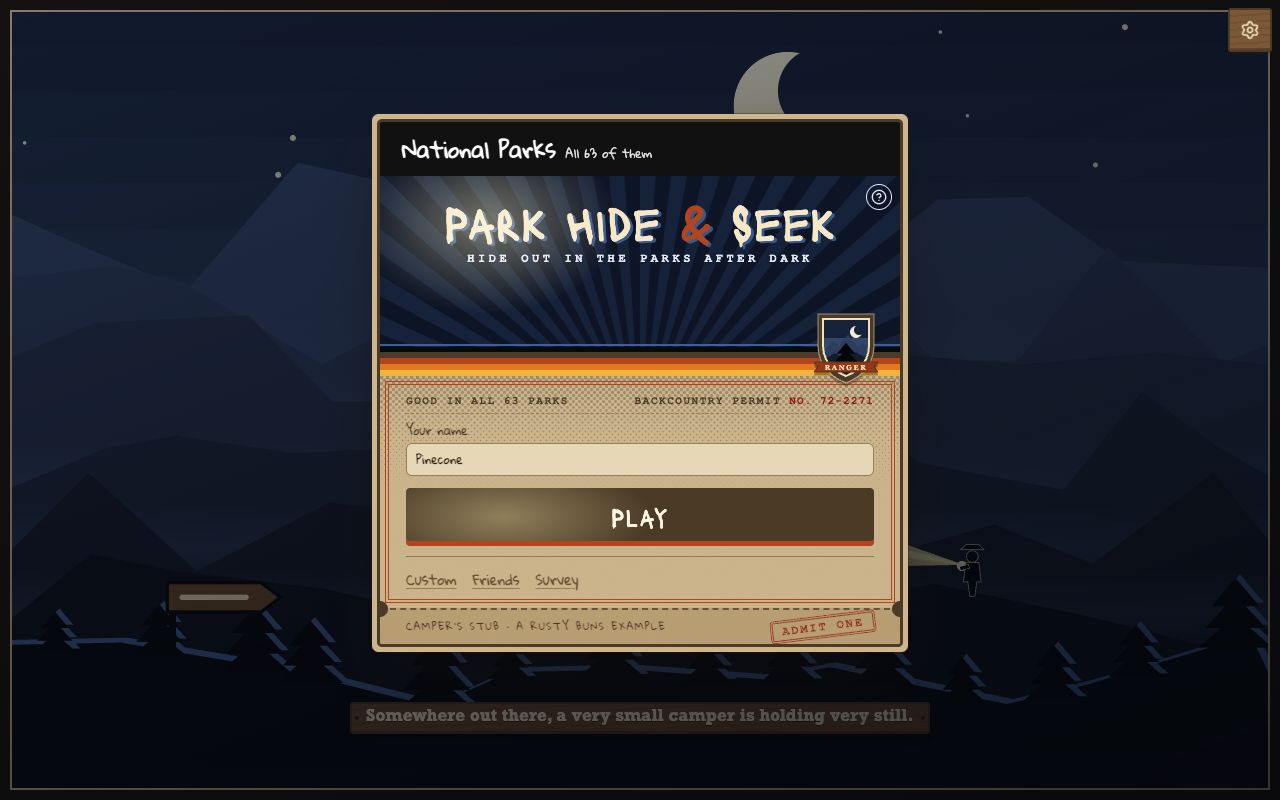 National Parks All 63 of them
PARK HIDE & SEEK
HIDE OUT IN THE PARKS AFTER DARK
RANGER
GOOD IN ALL 63 PARKS BACKCOUNTRY PERMIT NO. 72-2271
Your name
Pinecone
PLAY
Custom Friends Survey
CAMPER'S STUB - A RUSTY BUNS EXAMPLE
ADMIT ONE
Somewhere out there, a very small camper is holding very still.